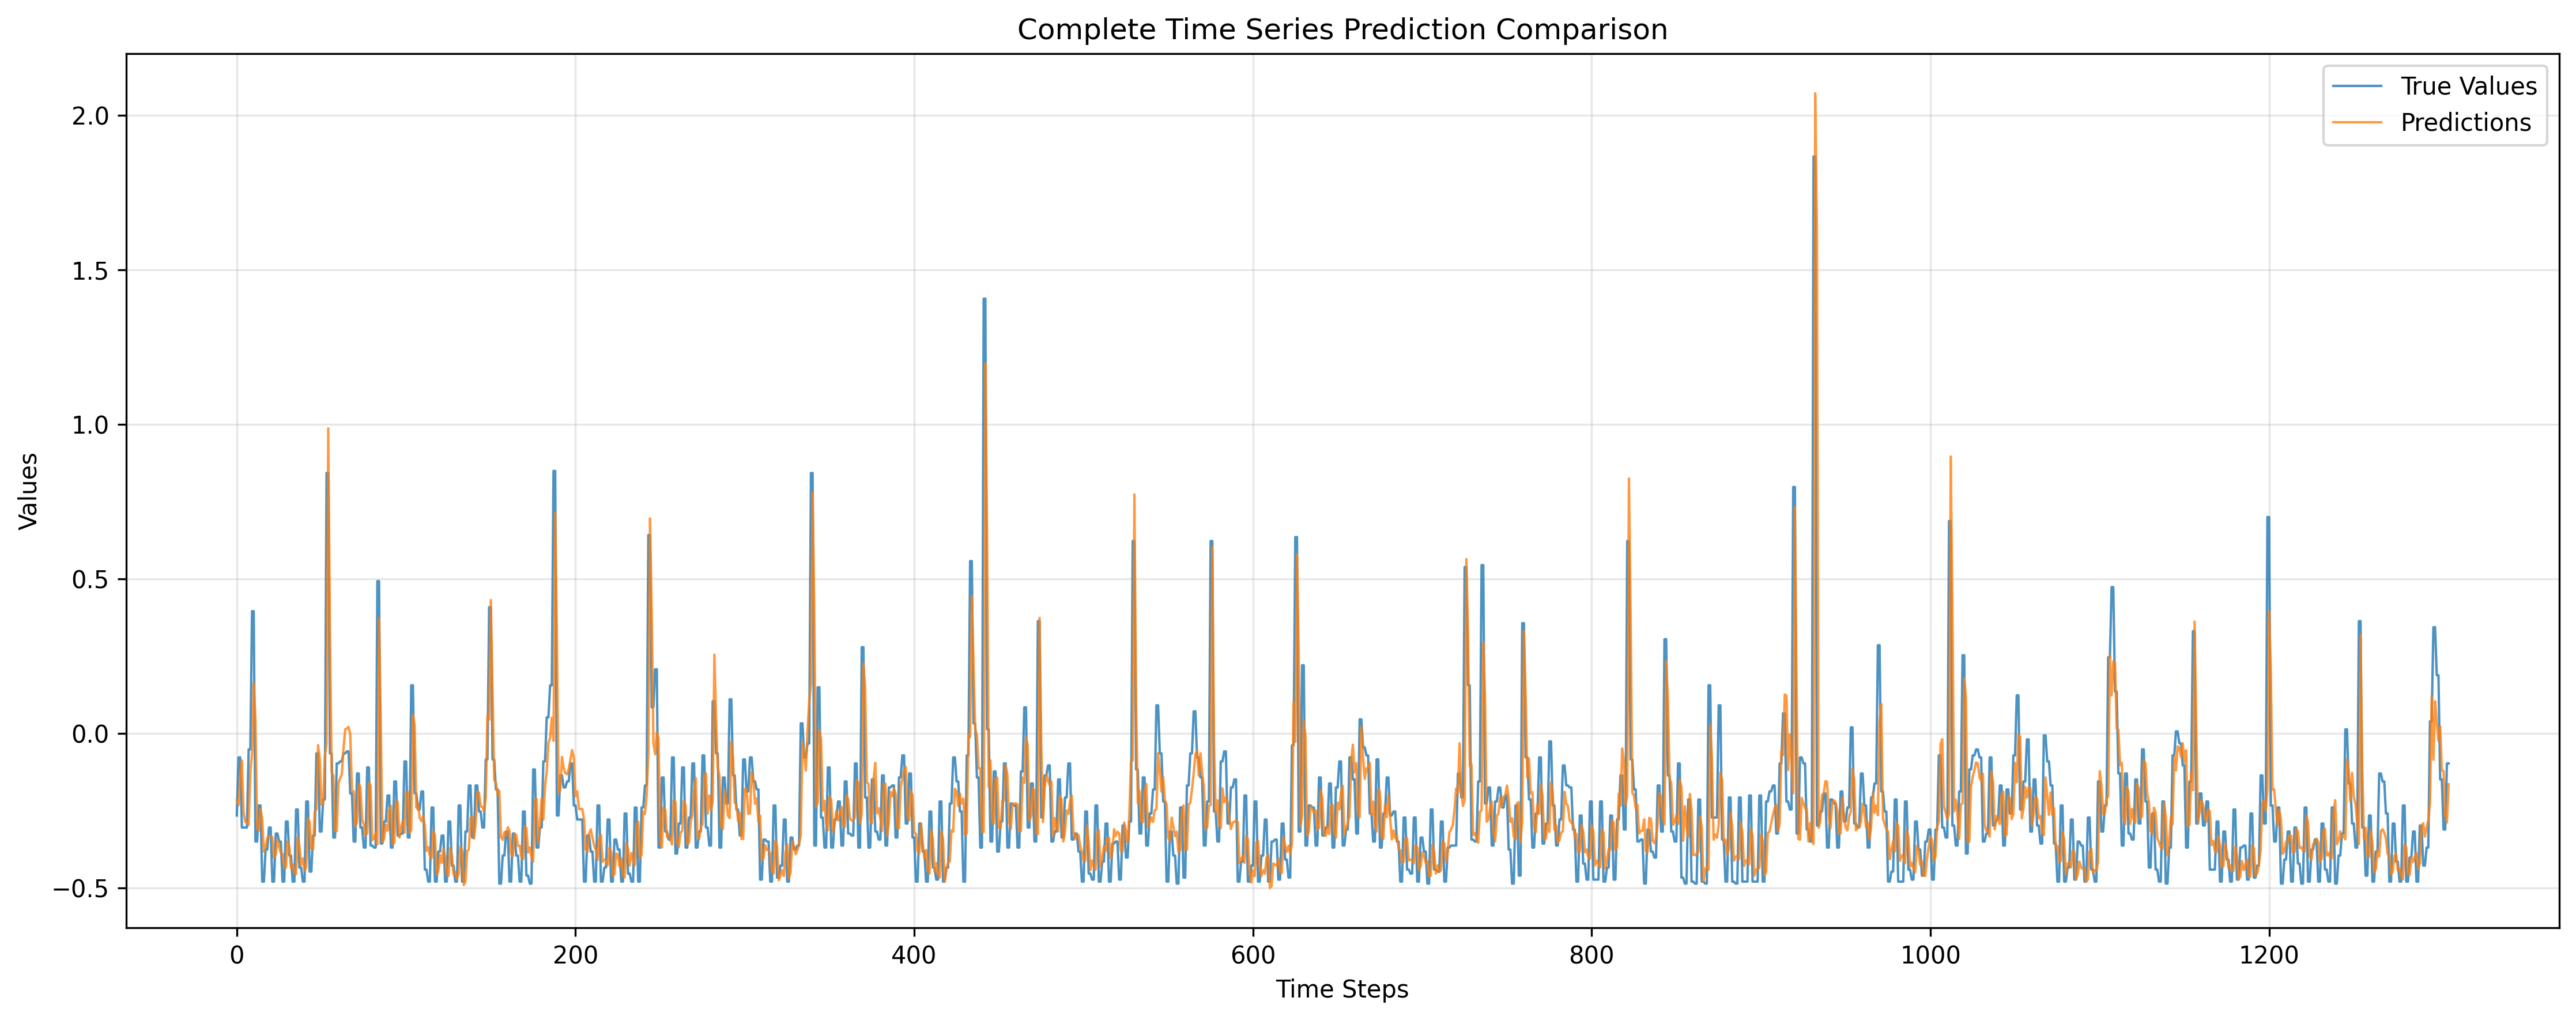 Complete Time Series Prediction Comparison
True Values
Predictions
2.0
1.5
1.0
0.5
0.0
−0.5
Values
0 200 400 600 800 1000 1200
Time Steps